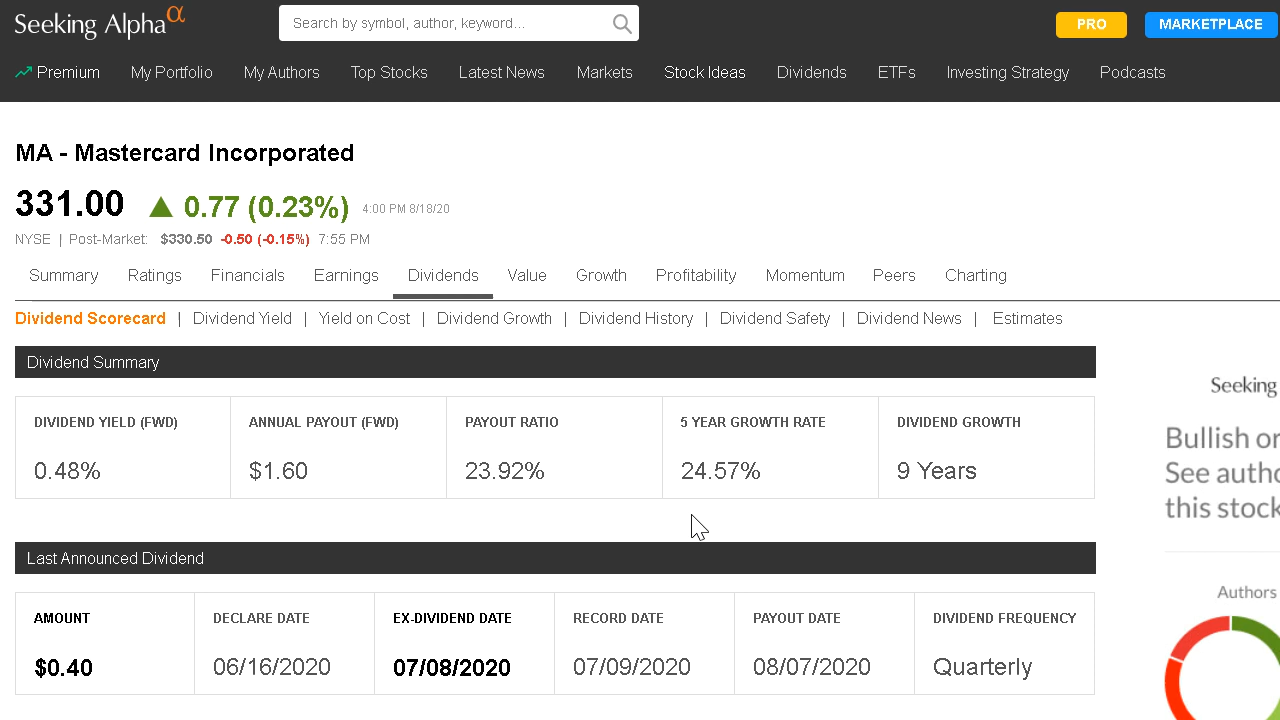 Seeking Alpha α
Search by symbol, author, keyword...
PRO
MARKETPLACE
Premium My Portfolio My Authors Top Stocks Latest News Markets Stock Ideas Dividends ETFs Investing Strategy Podcasts
MA - Mastercard Incorporated
331.00 ▲ 0.77 (0.23%) 4:00 PM 8/18/20
NYSE | Post-Market: $330.50 -0.50 (-0.15%) 7:55 PM
Summary Ratings Financials Earnings Dividends Value Growth Profitability Momentum Peers Charting
Dividend Scorecard | Dividend Yield | Yield on Cost | Dividend Growth | Dividend History | Dividend Safety | Dividend News | Estimates
Dividend Summary
DIVIDEND YIELD (FWD) ANNUAL PAYOUT (FWD) PAYOUT RATIO 5 YEAR GROWTH RATE DIVIDEND GROWTH
0.48% $1.60 23.92% 24.57% 9 Years
Last Announced Dividend
AMOUNT DECLARE DATE EX-DIVIDEND DATE RECORD DATE PAYOUT DATE DIVIDEND FREQUENCY
$0.40 06/16/2020 07/08/2020 07/09/2020 08/07/2020 Quarterly
Seeking
Bullish or
See autho
this stock
Authors